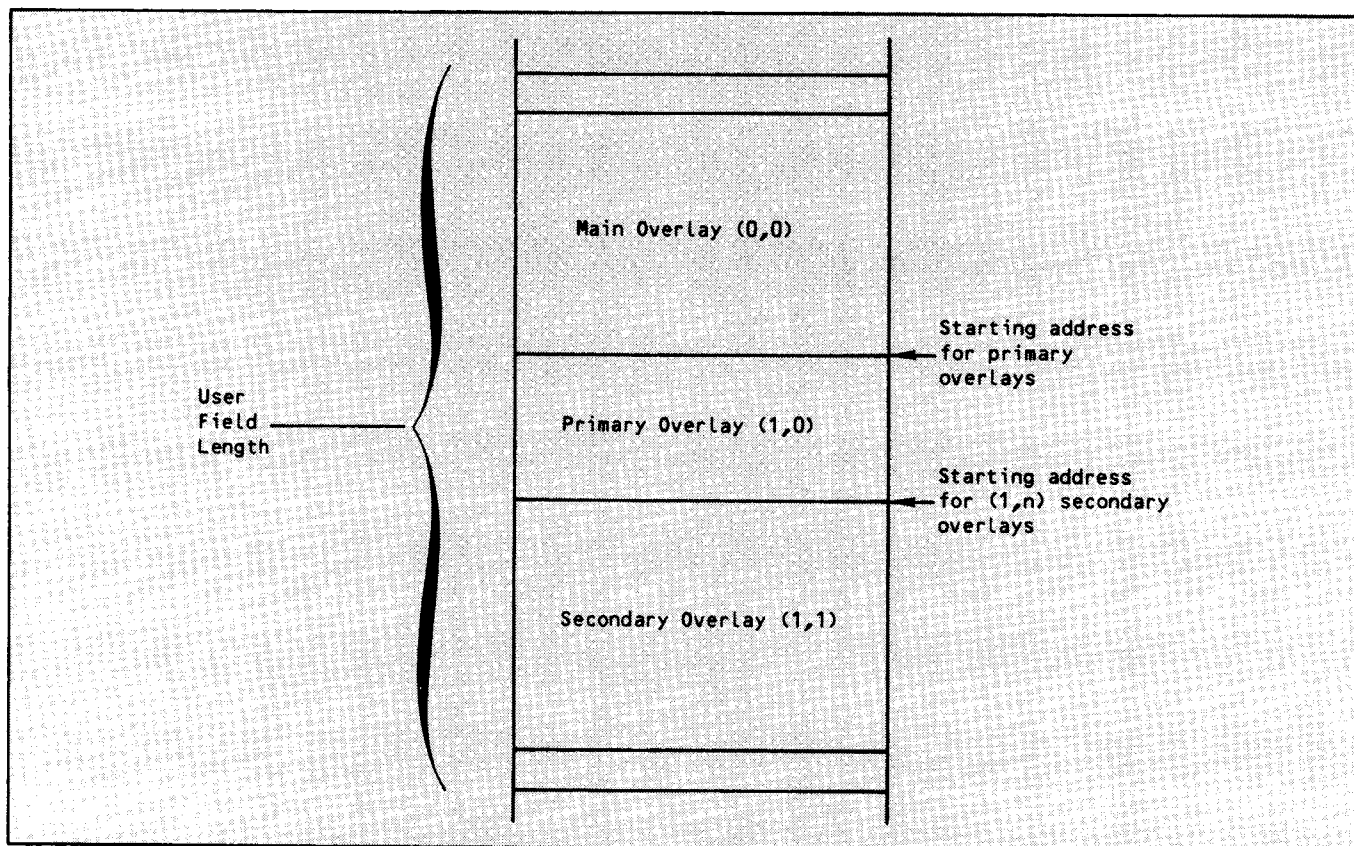 Main Overlay (0,0)
Starting address
for primary
overlays
User
Field
Length
Primary Overlay (1,0)
Starting address
for (1,n) secondary
overlays
Secondary Overlay (1,1)